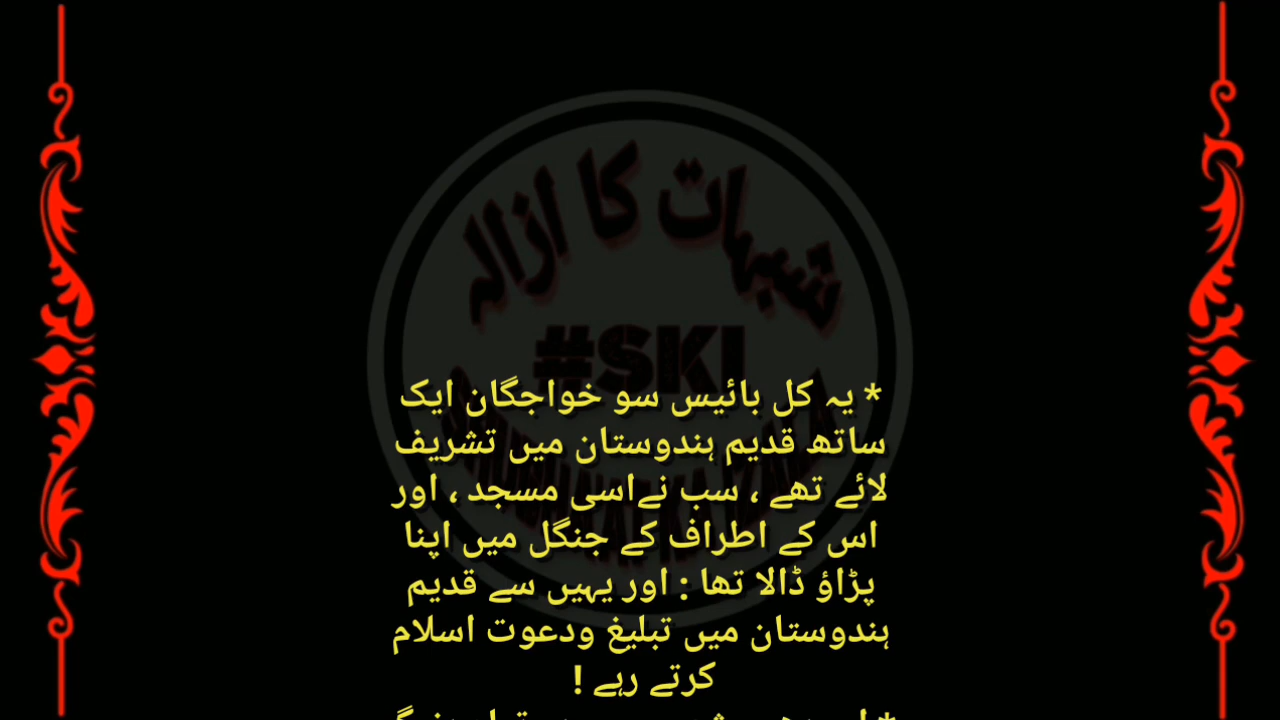 شبہات کا ازالہ
#SKI
* یہ کل بائیس سو خواجگان ایک
ساتھ قدیم ہندوستان میں تشریف
لائے تھے ، سب نےاسی مسجد ، اور
اس کے اطراف کے جنگل میں اپنا
پڑاؤ ڈالا تھا : اور یہیں سے قدیم
ہندوستان میں تبلیغ ودعوت اسلام
کرتے رہے !